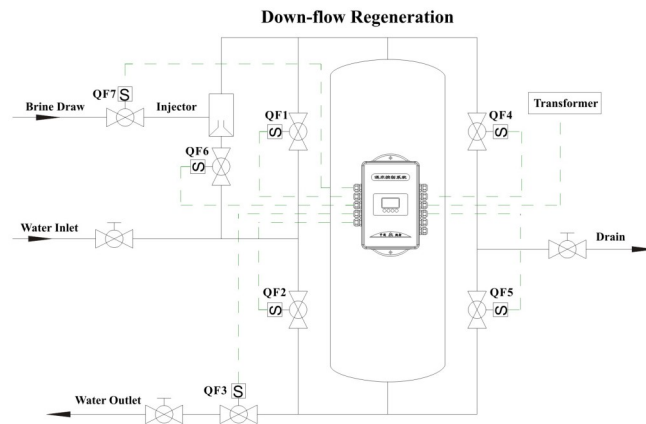 Down-flow Regeneration
QF7 S
Brine Draw
Injector
QF1
S
QF4
S
Transformer
QF6
S
Water Inlet
Drain
QF2
S
QF5
S
QF3 S
Water Outlet